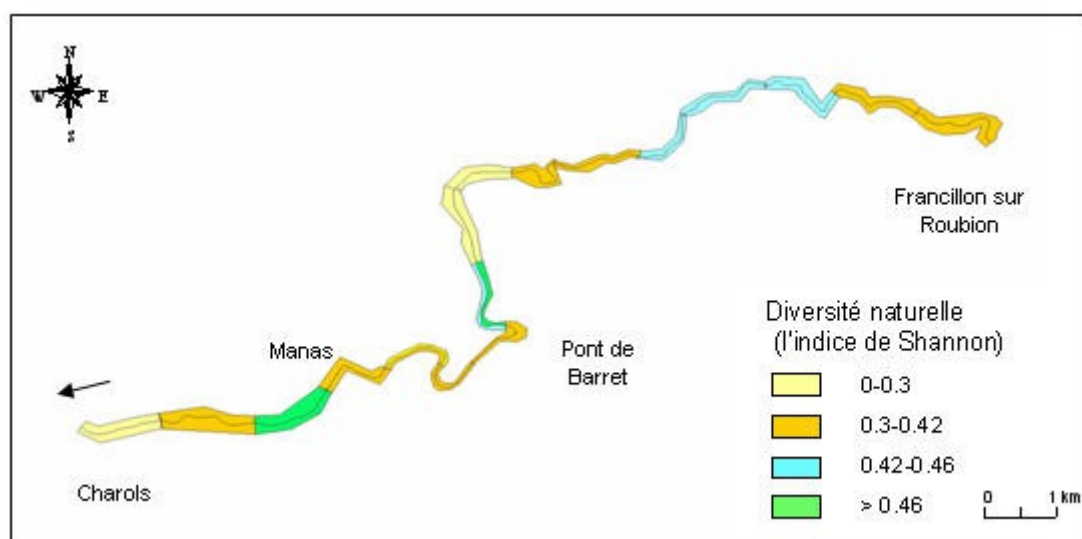 N
W E
S
Francillon sur
Roubion
Manas
Pont de
Barret
Charols
Diversité naturelle
(l'indice de Shannon)
0-0.3
0.3-0.42
0.42-0.46
> 0.46
0 1 km